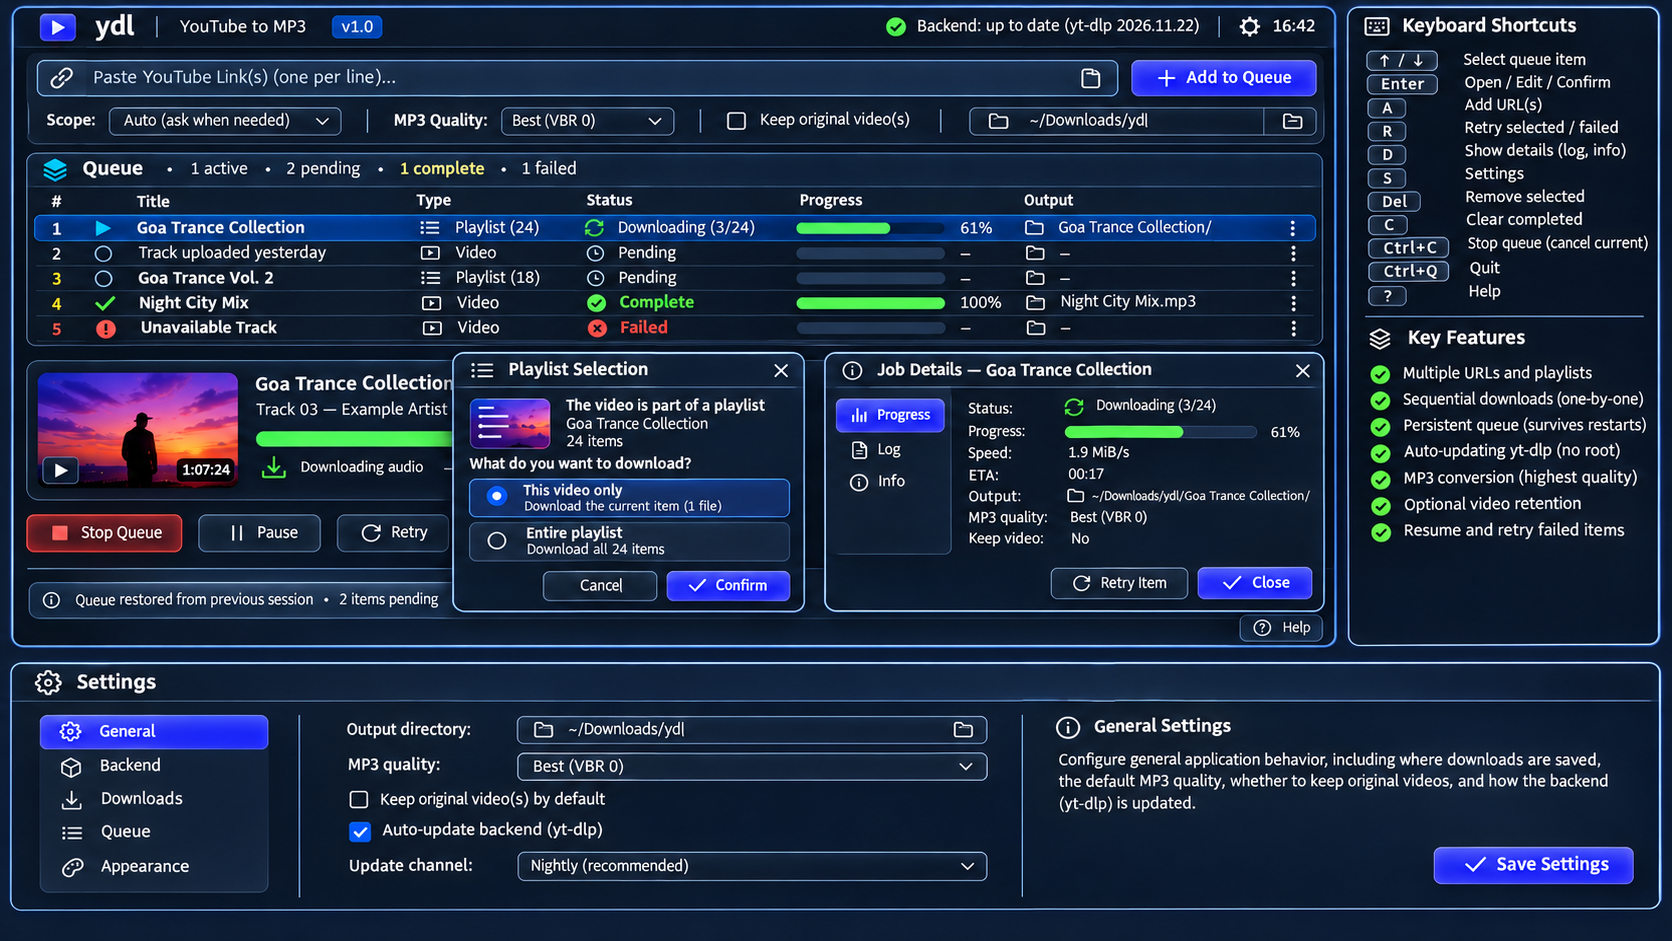 ydl | YouTube to MP3 v1.0 Backend: up to date (yt-dlp 2026.11.22) 16:42
Paste YouTube Link(s) (one per line)... + Add to Queue
Scope: Auto (ask when needed) MP3 Quality: Best (VBR 0) Keep original video(s) ~/Downloads/ydl
Queue • 1 active • 2 pending • 1 complete • 1 failed
# Title Type Status Progress Output
1 Goa Trance Collection Playlist (24) Downloading (3/24) 61% Goa Trance Collection/
2 Track uploaded yesterday Video Pending – –
3 Goa Trance Vol. 2 Playlist (18) Pending – –
4 Night City Mix Video Complete 100% Night City Mix.mp3
5 Unavailable Track Video Failed – –
Goa Trance Collection
Track 03 — Example Artist
Downloading audio –
1:07:24
Stop Queue Pause Retry
Queue restored from previous session • 2 items pending
Playlist Selection
The video is part of a playlist
Goa Trance Collection
24 items
What do you want to download?
This video only
Download the current item (1 file)
Entire playlist
Download all 24 items
Cancel Confirm
Job Details — Goa Trance Collection
Progress
Log
Info
Status: Downloading (3/24)
Progress: 61%
Speed: 1.9 MiB/s
ETA: 00:17
Output: ~/Downloads/ydl/Goa Trance Collection/
MP3 quality: Best (VBR 0)
Keep video: No
Retry Item Close
Help
Keyboard Shortcuts
↑ / ↓ Select queue item
Enter Open / Edit / Confirm
A Add URL(s)
R Retry selected / failed
D Show details (log, info)
S Settings
Del Remove selected
C Clear completed
Ctrl+C Stop queue (cancel current)
Ctrl+Q Quit
? Help
Key Features
Multiple URLs and playlists
Sequential downloads (one-by-one)
Persistent queue (survives restarts)
Auto-updating yt-dlp (no root)
MP3 conversion (highest quality)
Optional video retention
Resume and retry failed items
Settings
General
Backend
Downloads
Queue
Appearance
Output directory: ~/Downloads/ydl
MP3 quality: Best (VBR 0)
Keep original video(s) by default
Auto-update backend (yt-dlp)
Update channel: Nightly (recommended)
General Settings
Configure general application behavior, including where downloads are saved,
the default MP3 quality, whether to keep original videos, and how the backend
(yt-dlp) is updated.
Save Settings